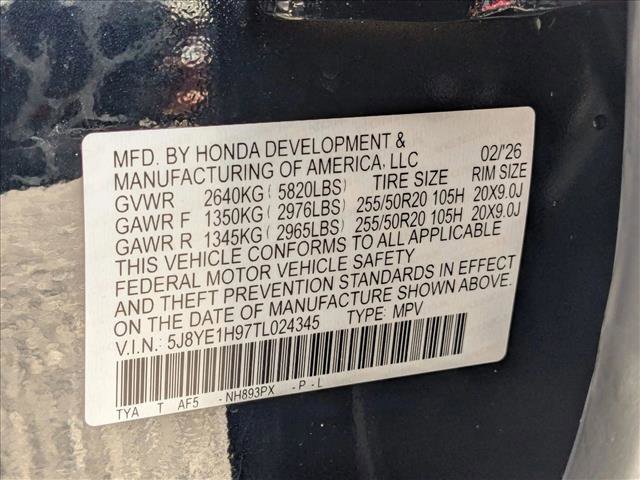 MFD. BY HONDA DEVELOPMENT &
MANUFACTURING OF AMERICA, LLC 02/'26
GVWR 2640KG ( 5820LBS) TIRE SIZE RIM SIZE
GAWR F 1350KG ( 2976LBS) 255/50R20 105H 20X9.0J
GAWR R 1345KG ( 2965LBS) 255/50R20 105H 20X9.0J
THIS VEHICLE CONFORMS TO ALL APPLICABLE
FEDERAL MOTOR VEHICLE SAFETY
AND THEFT PREVENTION STANDARDS IN EFFECT
ON THE DATE OF MANUFACTURE SHOWN ABOVE.
V.I.N: 5J8YE1H97TL024345 TYPE: MPV
TYA T AF5 - NH893PX - P - L